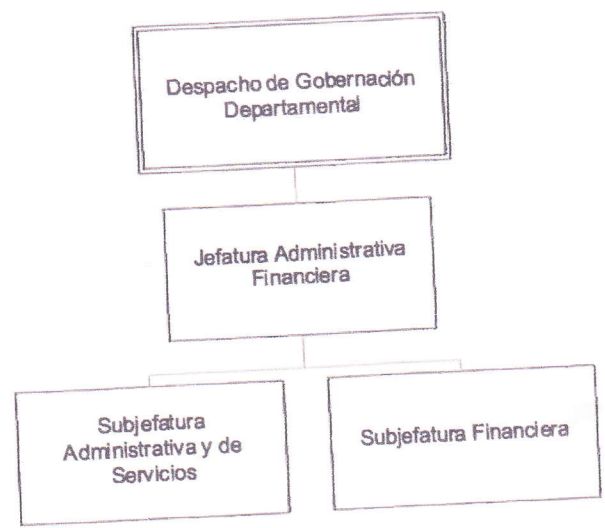 Despacho de Gobernación
Departamental
Jefatura Administrativa
Financiera
Subjefatura
Administrativa y de
Servicios
Subjefatura Financiera